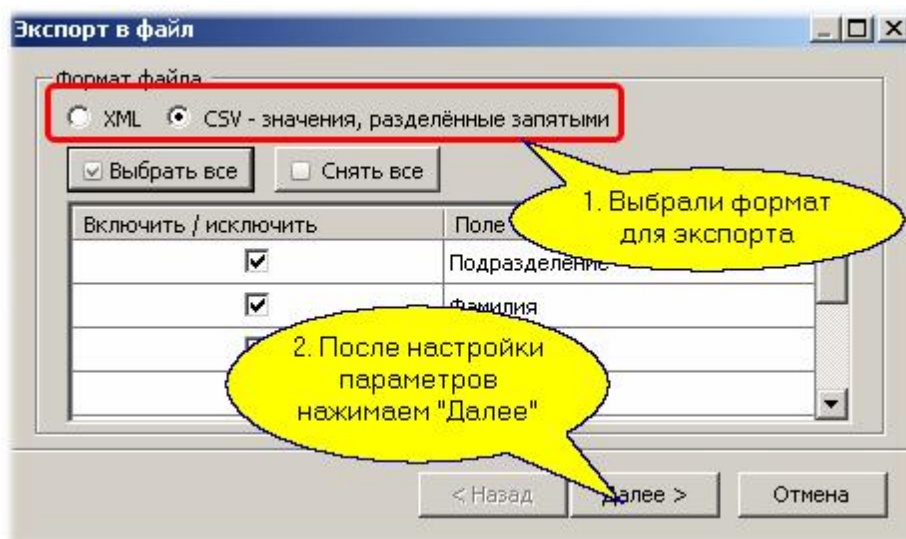 Экспорт в файл
Формат файла
XML CSV - значения, разделённые запятыми
Выбрать все Снять все
1. Выбрали формат
для экспорта
Включить / исключить Поле
Подразделение
Фамилия
2. После настройки
параметров
нажимаем "Далее"
< Назад Далее > Отмена